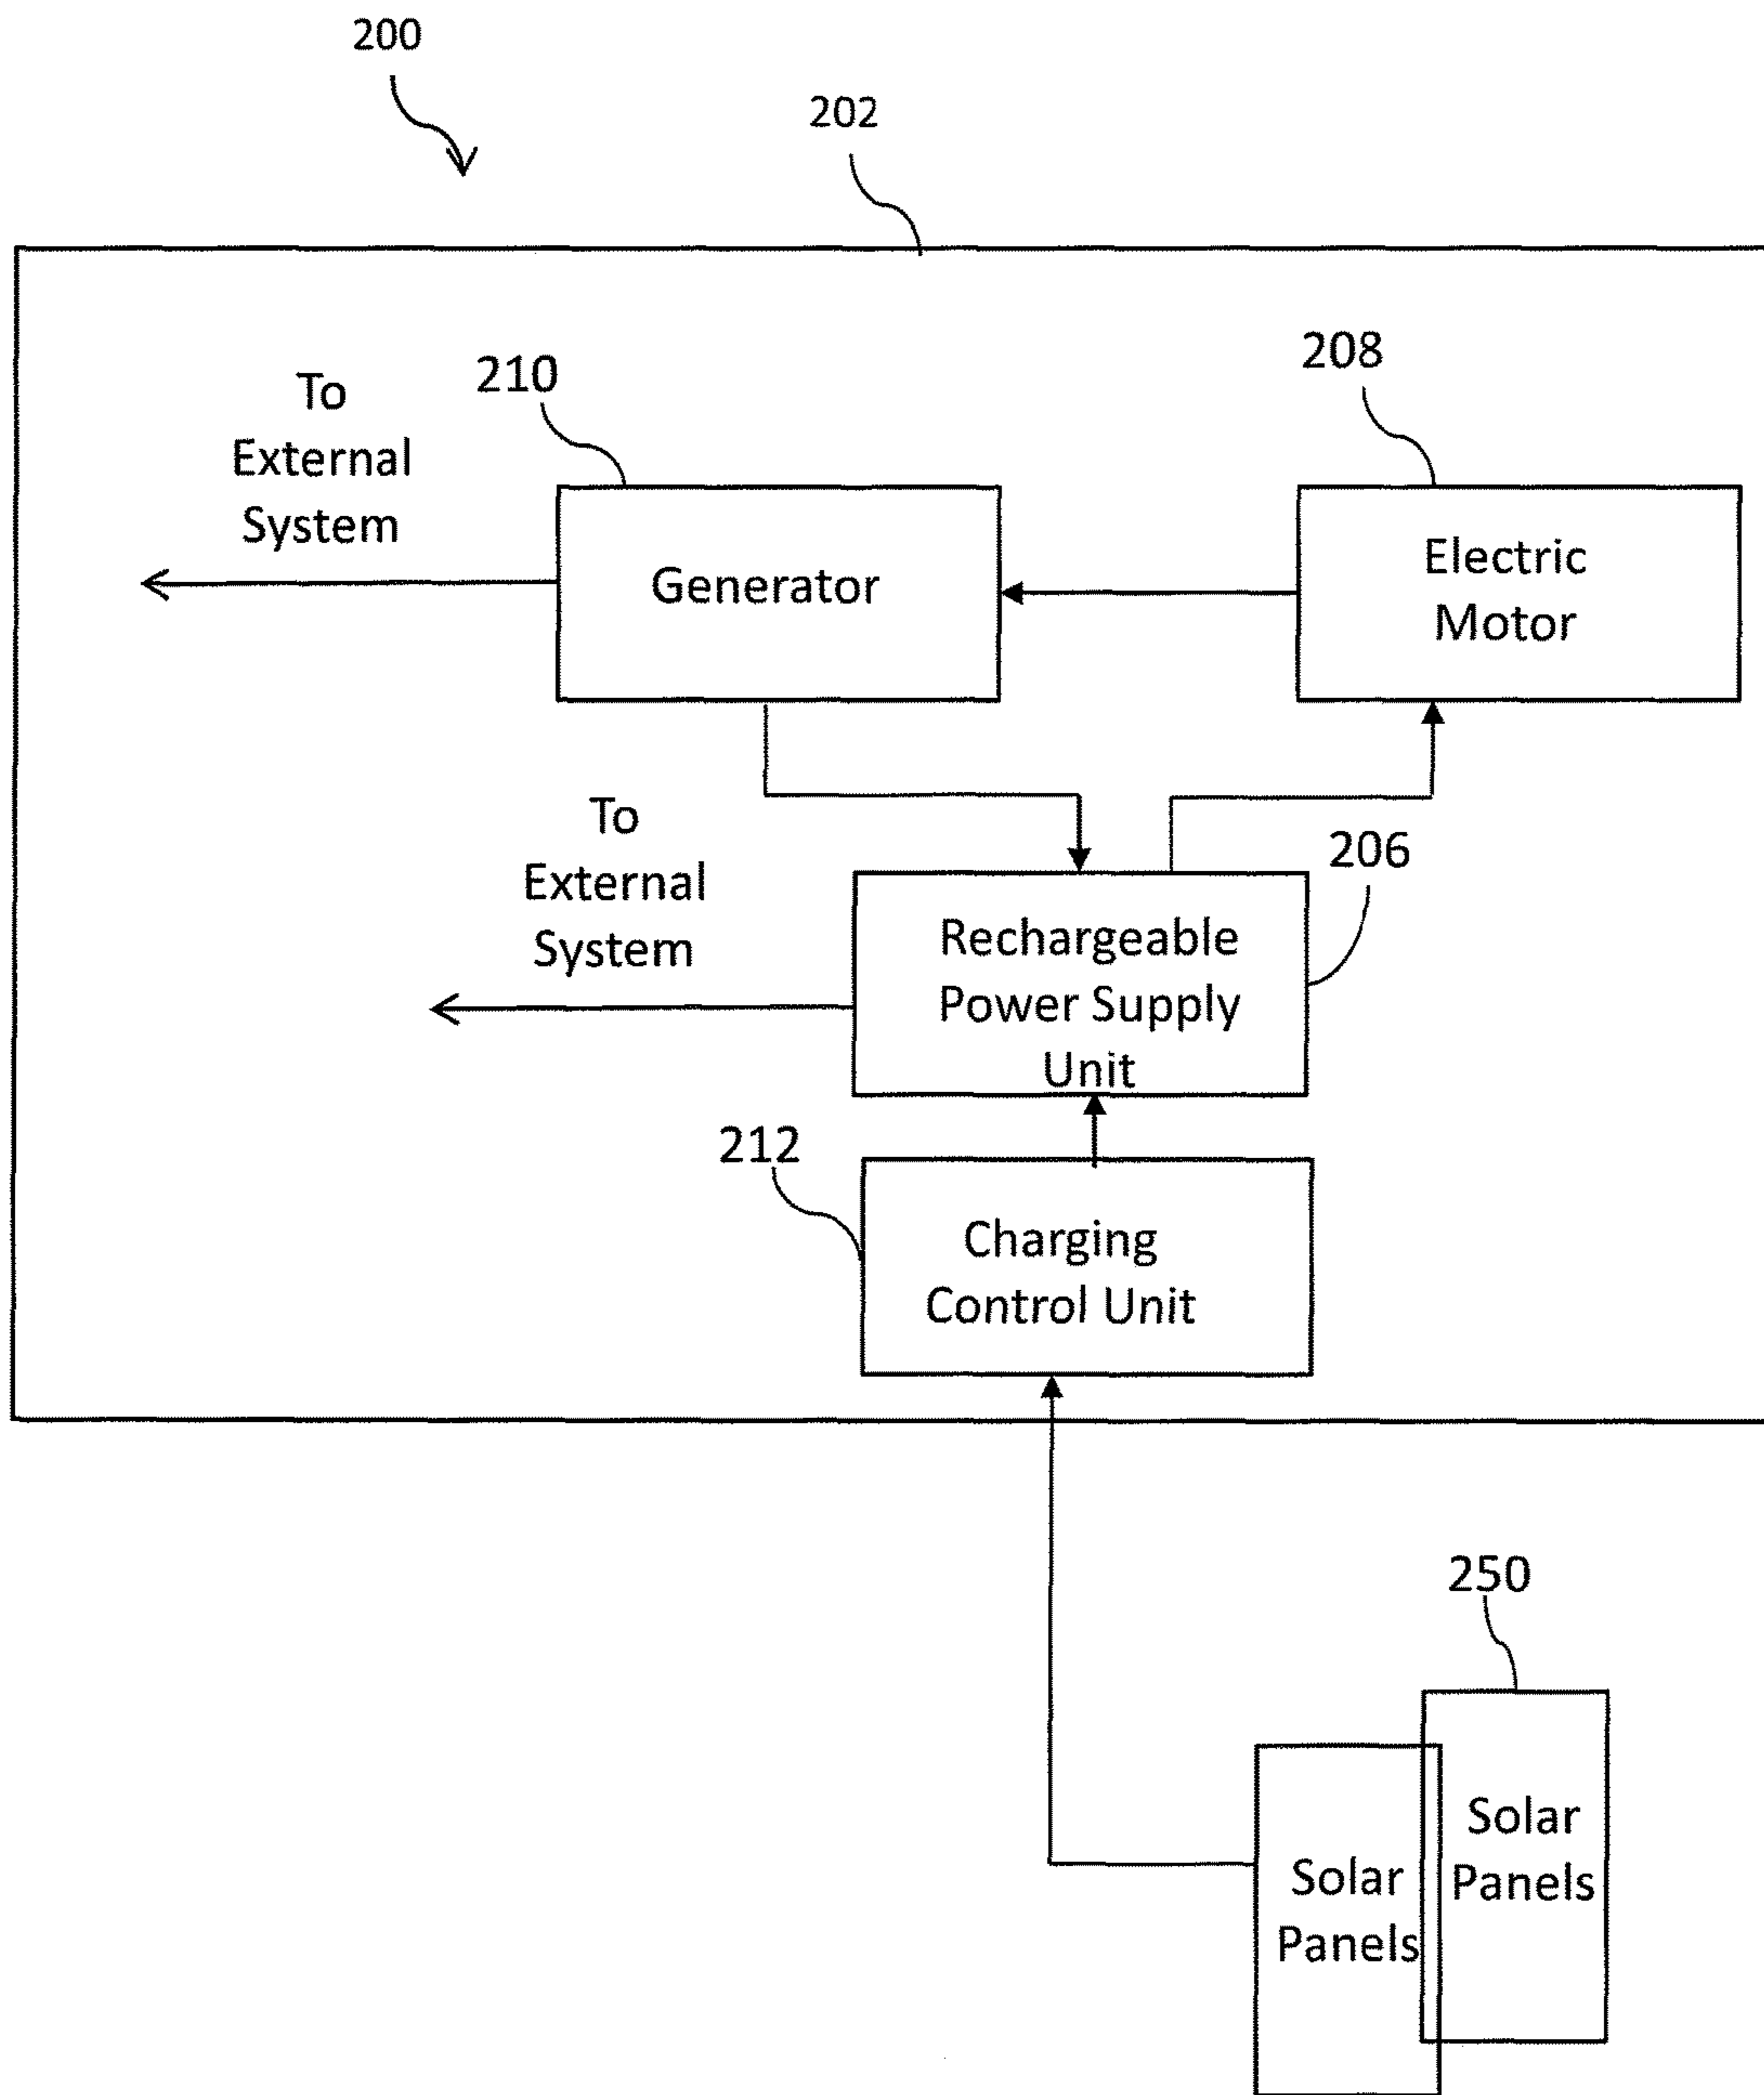 200
202
210
208
To
External
System
Generator
Electric
Motor
To
External
System
206
Rechargeable
Power Supply
Unit
212
Charging
Control Unit
250
Solar
Panels
Solar
Panels